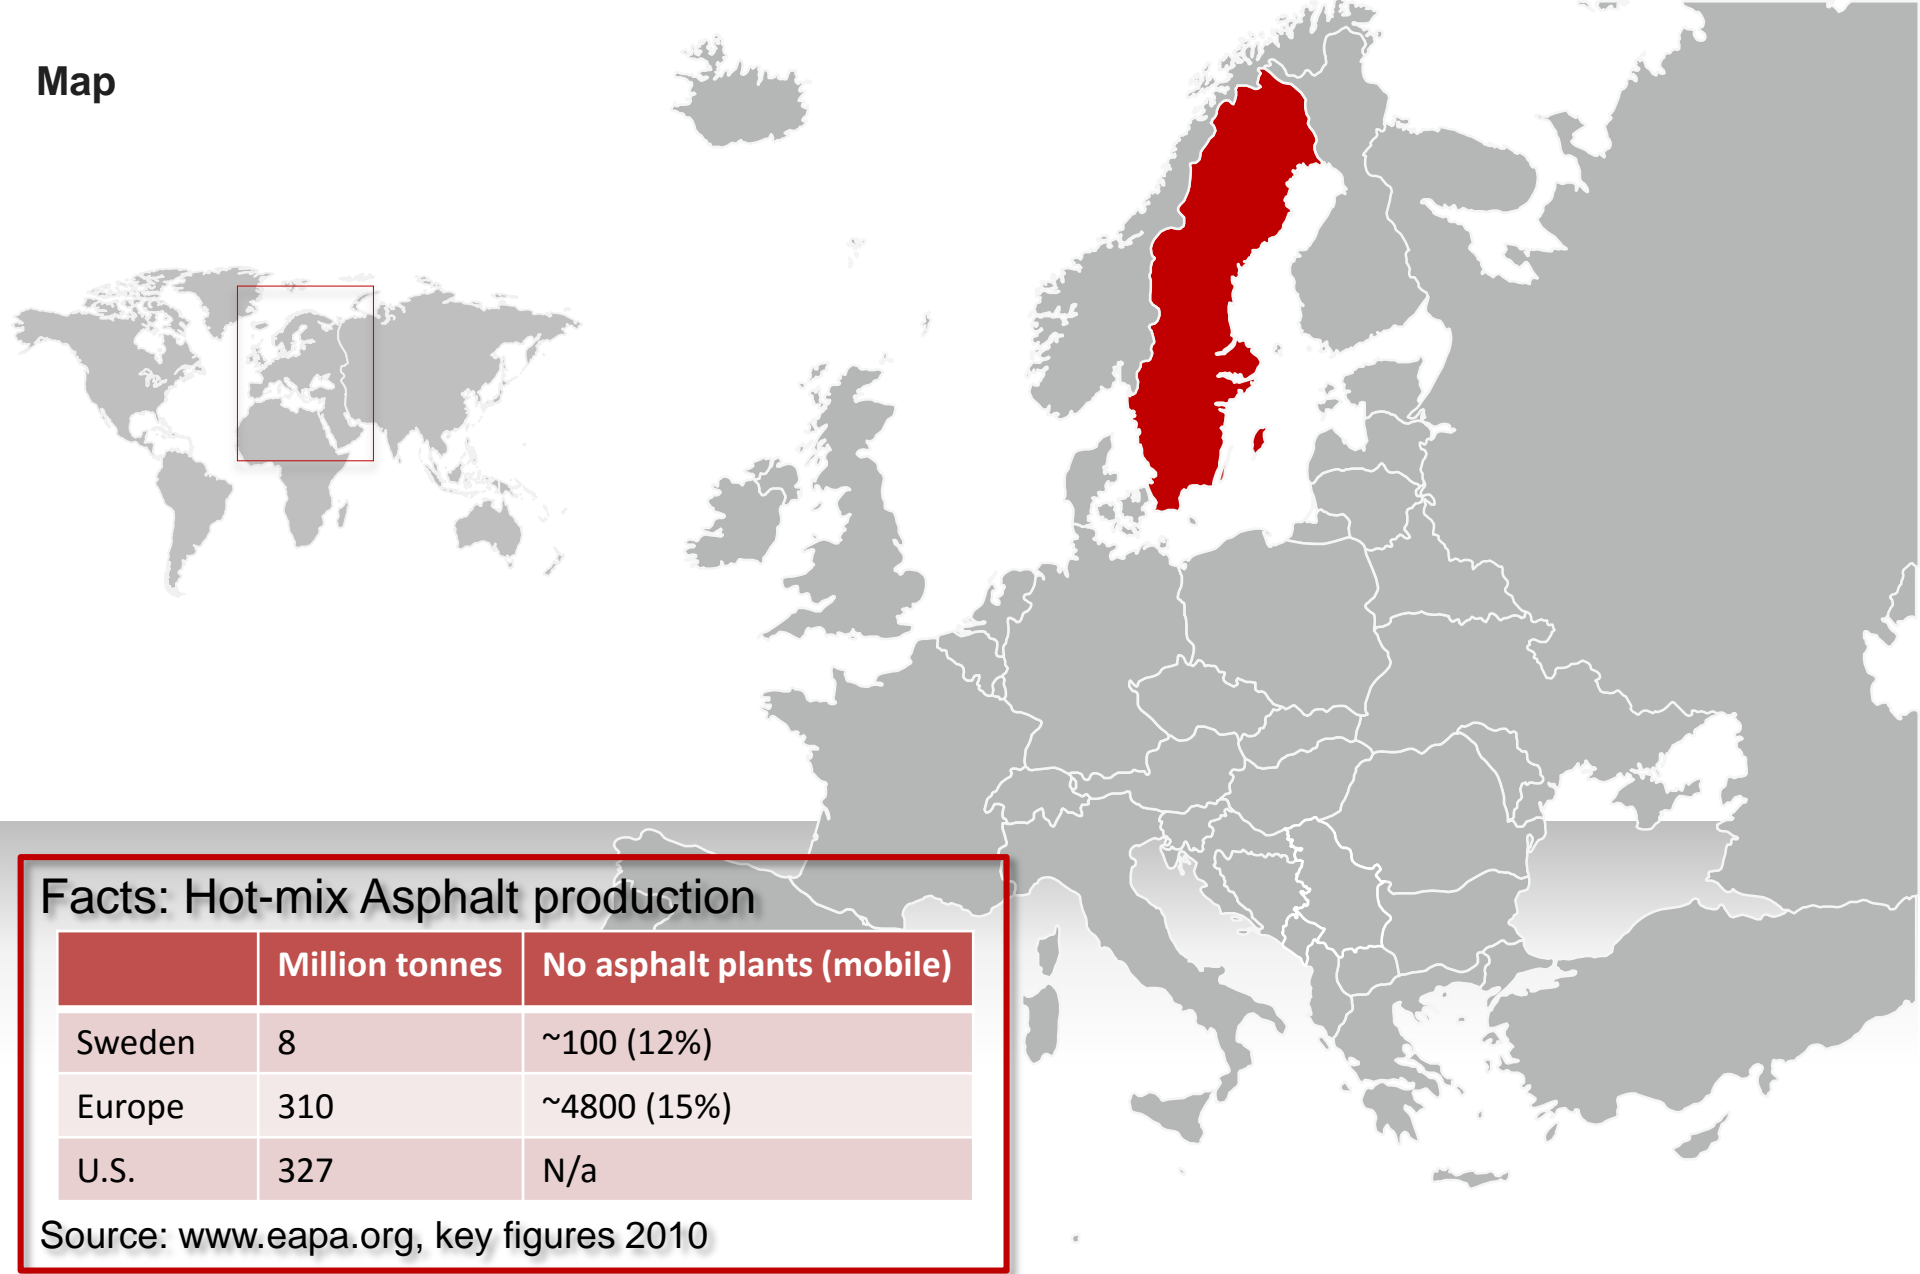 Map
Facts: Hot-mix Asphalt production
Million tonnes No asphalt plants (mobile)
Sweden 8 ~100 (12%)
Europe 310 ~4800 (15%)
U.S. 327 N/a
Source: www.eapa.org, key figures 2010